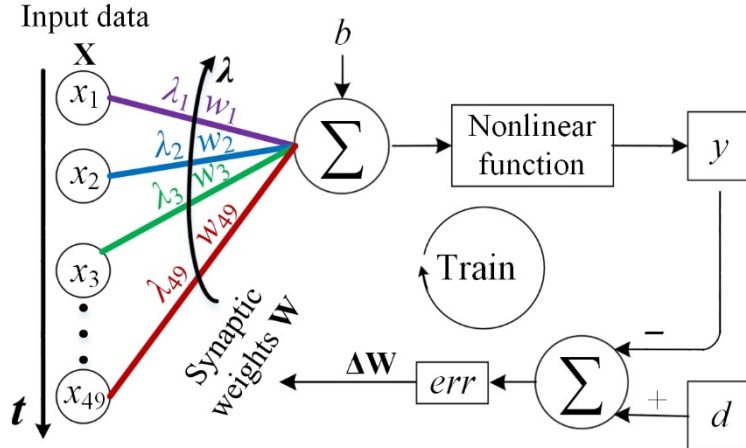 Input data
X
x₁
x₂
x₃
x₄₉
t
λ₁ w₁
λ₂ w₂
λ₃ w₃
λ₄₉ w₄₉
λ
Synaptic
weights W
b
Σ
Nonlinear
function
y
Train
−
+
d
Σ
err
ΔW